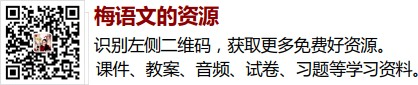 梅语文的资源
识别左侧二维码，获取更多免费好资源。
课件、教案、音频、试卷、习题等学习资料。